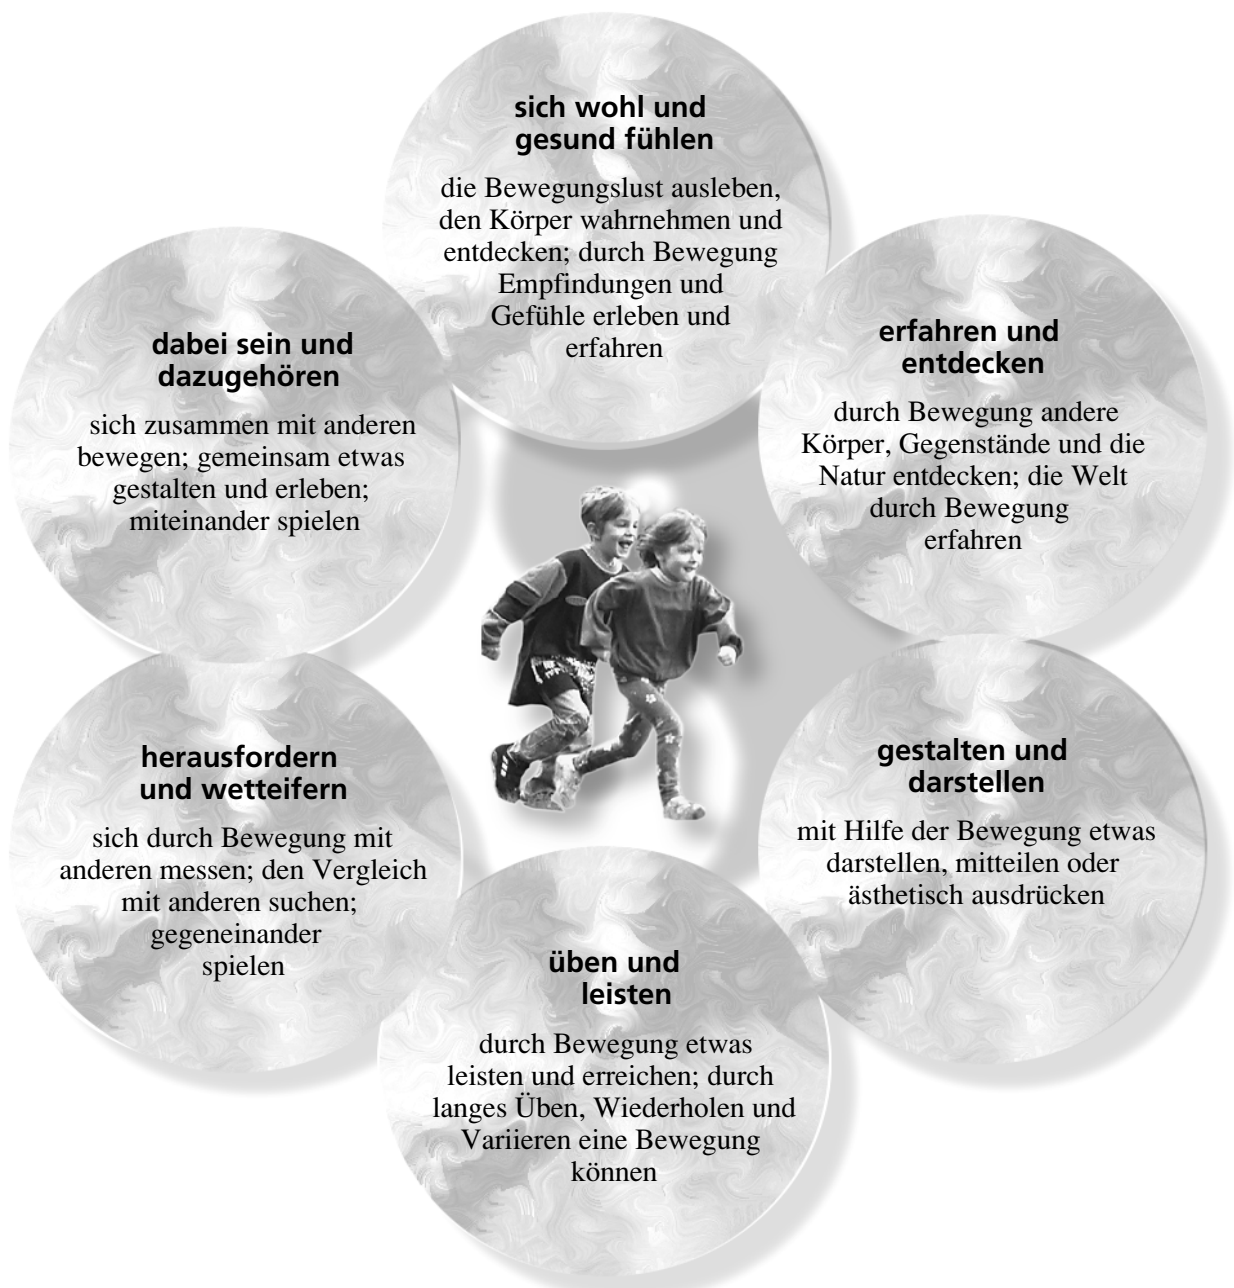 sich wohl und
gesund fühlen
die Bewegungslust ausleben,
den Körper wahrnehmen und
entdecken; durch Bewegung
Empfindungen und
Gefühle erleben und
erfahren
erfahren und
entdecken
durch Bewegung andere
Körper, Gegenstände und die
Natur entdecken; die Welt
durch Bewegung
erfahren
gestalten und
darstellen
mit Hilfe der Bewegung etwas
darstellen, mitteilen oder
ästhetisch ausdrücken
üben und
leisten
durch Bewegung etwas
leisten und erreichen; durch
langes Üben, Wiederholen und
Variieren eine Bewegung
können
herausfordern
und wetteifern
sich durch Bewegung mit
anderen messen; den Vergleich
mit anderen suchen;
gegeneinander
spielen
dabei sein und
dazugehören
sich zusammen mit anderen
bewegen; gemeinsam etwas
gestalten und erleben;
miteinander spielen